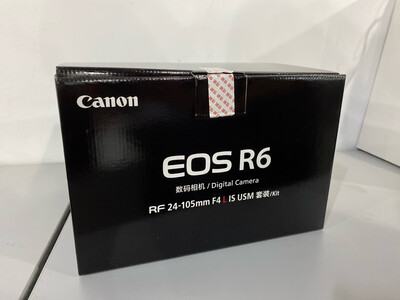 Canon
EOS R6
数码相机 / Digital Camera
RF 24-105mm F4 L IS USM 套装/Kit